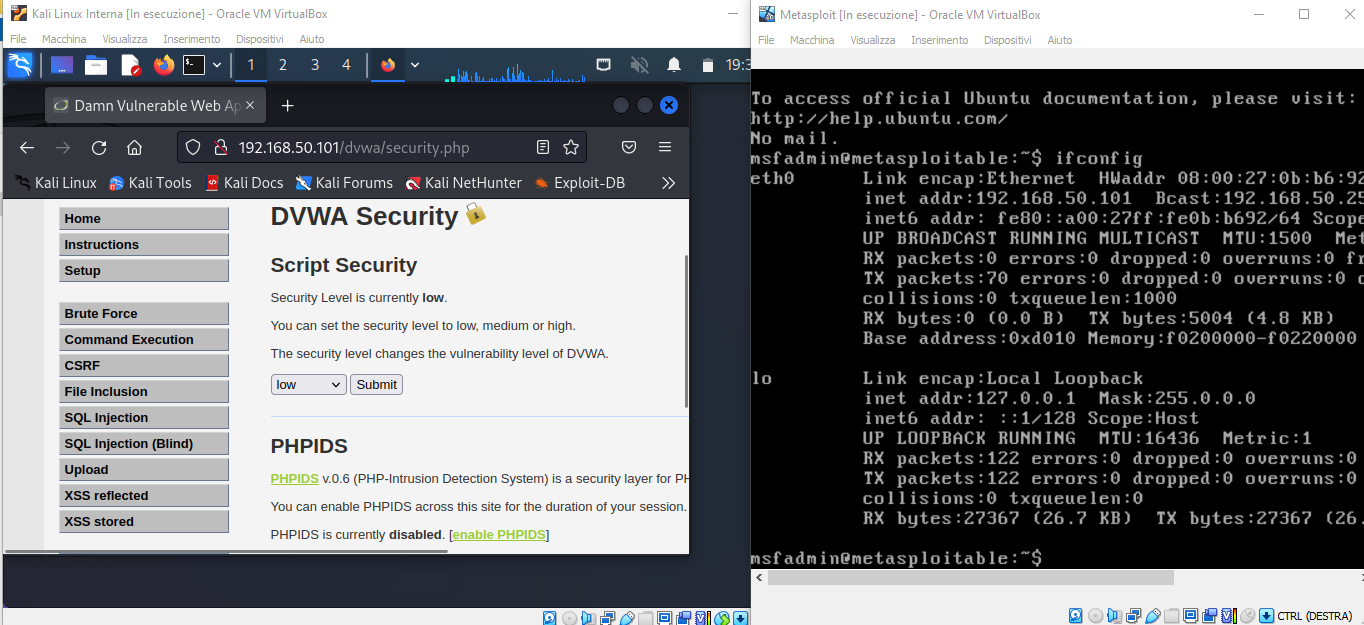 Kali Linux Interna [In esecuzione] - Oracle VM VirtualBox
File Macchina Visualizza Inserimento Dispositivi Aiuto
1 2 3 4 19:3
Damn Vulnerable Web Ap
192.168.50.101/dvwa/security.php
Kali Linux Kali Tools Kali Docs Kali Forums Kali NetHunter Exploit-DB
Home
Instructions
Setup
Brute Force
Command Execution
CSRF
File Inclusion
SQL Injection
SQL Injection (Blind)
Upload
XSS reflected
XSS stored
DVWA Security
Script Security
Security Level is currently low.
You can set the security level to low, medium or high.
The security level changes the vulnerability level of DVWA.
low Submit
PHPIDS
PHPIDS v.0.6 (PHP-Intrusion Detection System) is a security layer for PH
You can enable PHPIDS across this site for the duration of your session.
PHPIDS is currently disabled. [enable PHPIDS]
Metasploit [In esecuzione] - Oracle VM VirtualBox
File Macchina Visualizza Inserimento Dispositivi Aiuto
To access official Ubuntu documentation, please visit:
http://help.ubuntu.com/
No mail.
msfadmin@metasploitable:~$ ifconfig
eth0 Link encap:Ethernet HWaddr 08:00:27:0b:b6:92
inet addr:192.168.50.101 Bcast:192.168.50.25
inet6 addr: fe80::a00:27ff:fe0b:b692/64 Scope
UP BROADCAST RUNNING MULTICAST MTU:1500 Met
RX packets:0 errors:0 dropped:0 overruns:0 fr
TX packets:70 errors:0 dropped:0 overruns:0 c
collisions:0 txqueuelen:1000
RX bytes:0 (0.0 B) TX bytes:5004 (4.8 KB)
Base address:0xd010 Memory:f0200000-f0220000
lo Link encap:Local Loopback
inet addr:127.0.0.1 Mask:255.0.0.0
inet6 addr: ::1/128 Scope:Host
UP LOOPBACK RUNNING MTU:16436 Metric:1
RX packets:122 errors:0 dropped:0 overruns:0
TX packets:122 errors:0 dropped:0 overruns:0
collisions:0 txqueuelen:0
RX bytes:27367 (26.7 KB) TX bytes:27367 (26.
msfadmin@metasploitable:~$
CTRL (DESTRA)